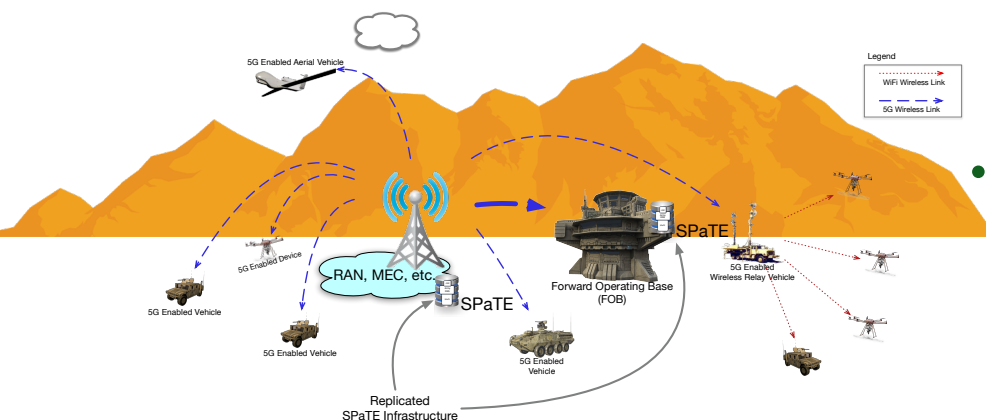 5G Enabled Aerial Vehicle
Legend
WiFi Wireless Link
5G Wireless Link
SPaTE
5G Enabled Device
RAN, MEC, etc.
5G Enabled
Wireless Relay Vehicle
Forward Operating Base
(FOB)
SPaTE
5G Enabled Vehicle
5G Enabled Vehicle
5G Enabled
Vehicle
Replicated
SPaTE Infrastructure